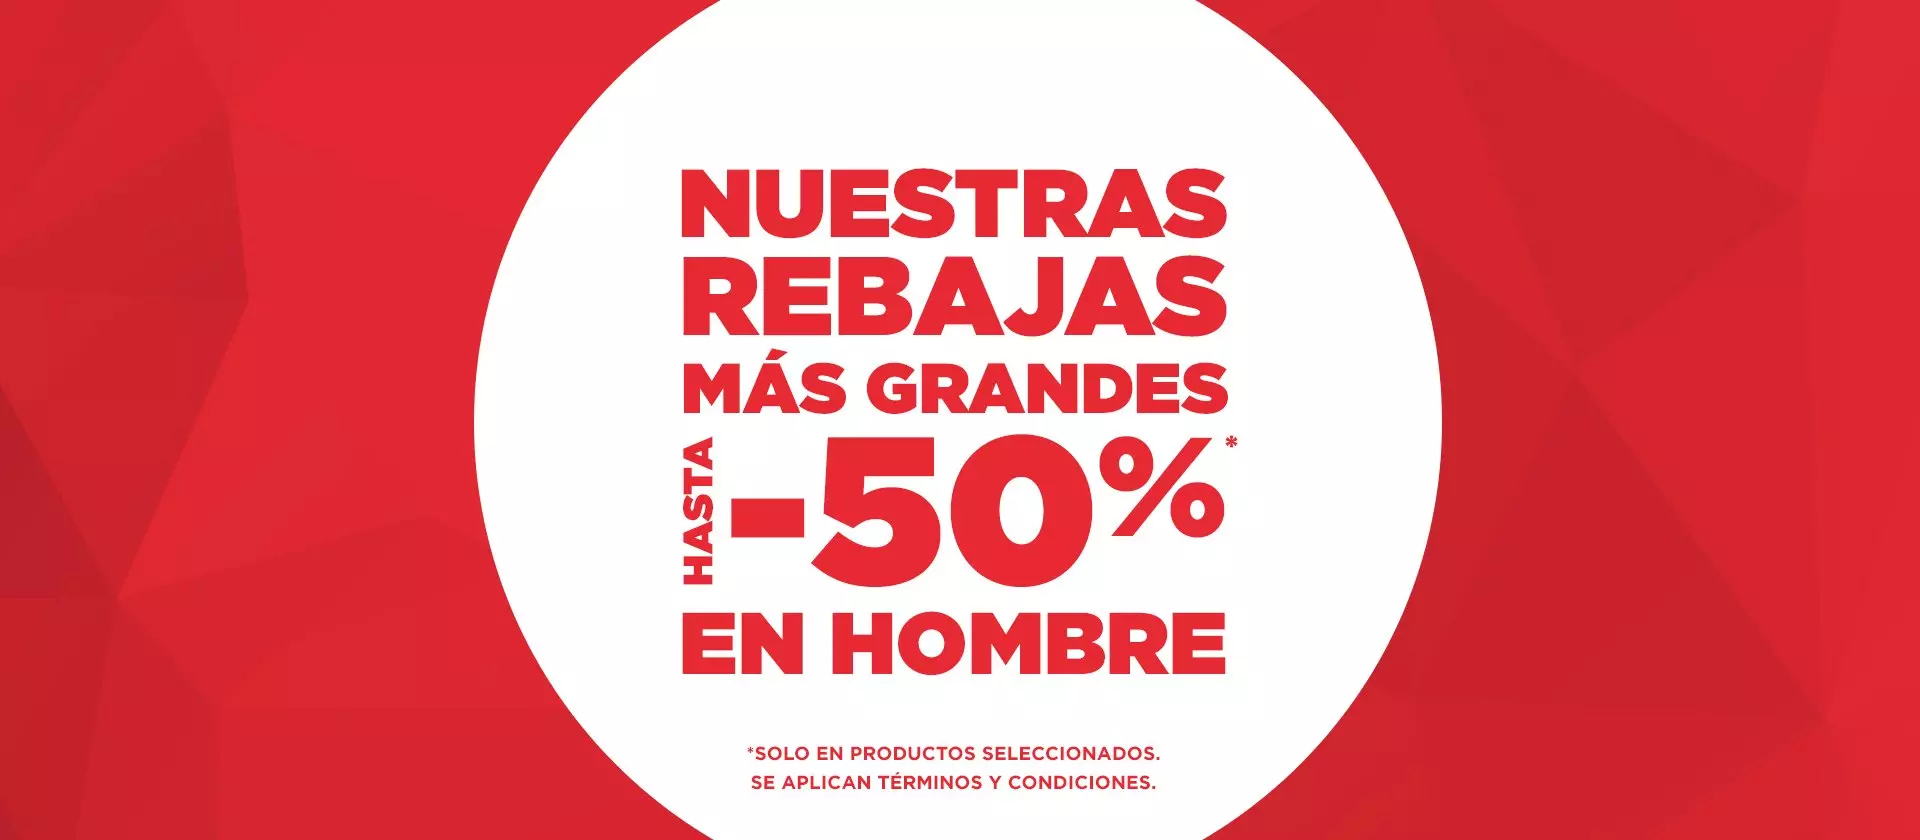 NUESTRAS
REBAJAS
MÁS GRANDES
HASTA -50%*
EN HOMBRE
*SOLO EN PRODUCTOS SELECCIONADOS.
SE APLICAN TÉRMINOS Y CONDICIONES.